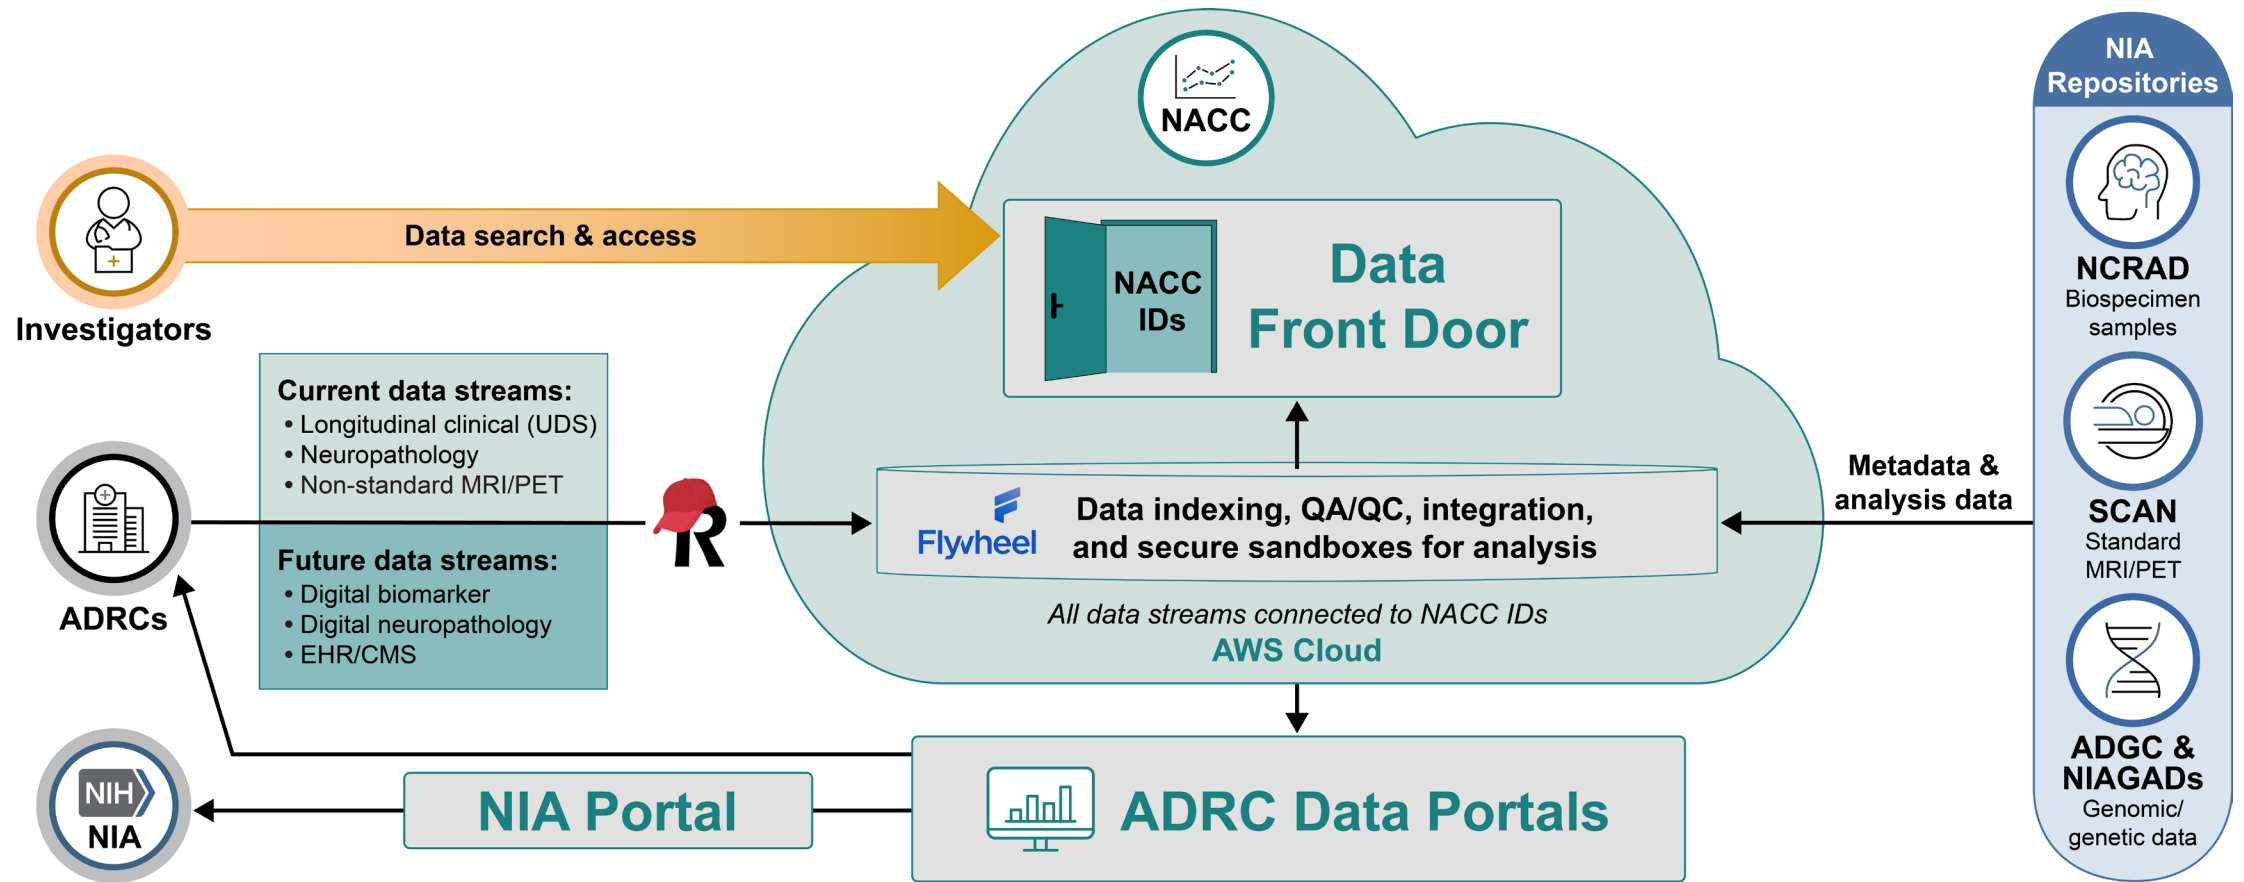 NACC
NIA
Repositories
NCRAD
Biospecimen
samples
SCAN
Standard
MRI/PET
ADGC &
NIAGADs
Genomic/
genetic data
Data search & access
Investigators
NACC
IDs
Data
Front Door
Current data streams:
• Longitudinal clinical (UDS)
• Neuropathology
• Non-standard MRI/PET
Future data streams:
• Digital biomarker
• Digital neuropathology
• EHR/CMS
ADRCs
R
Flyvheel
Data indexing, QA/QC, integration,
and secure sandboxes for analysis
Metadata &
analysis data
All data streams connected to NACC IDs
AWS Cloud
NIH
NIA
NIA Portal
ADRC Data Portals